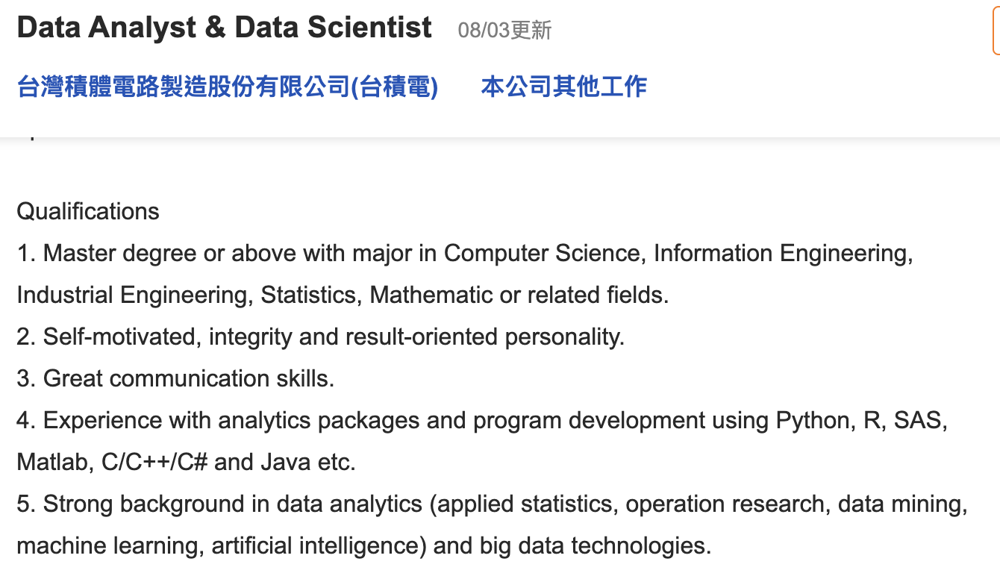 Data Analyst & Data Scientist 08/03更新
台灣積體電路製造股份有限公司(台積電) 本公司其他工作
Qualifications
1. Master degree or above with major in Computer Science, Information Engineering,
Industrial Engineering, Statistics, Mathematic or related fields.
2. Self-motivated, integrity and result-oriented personality.
3. Great communication skills.
4. Experience with analytics packages and program development using Python, R, SAS,
Matlab, C/C++/C# and Java etc.
5. Strong background in data analytics (applied statistics, operation research, data mining,
machine learning, artificial intelligence) and big data technologies.